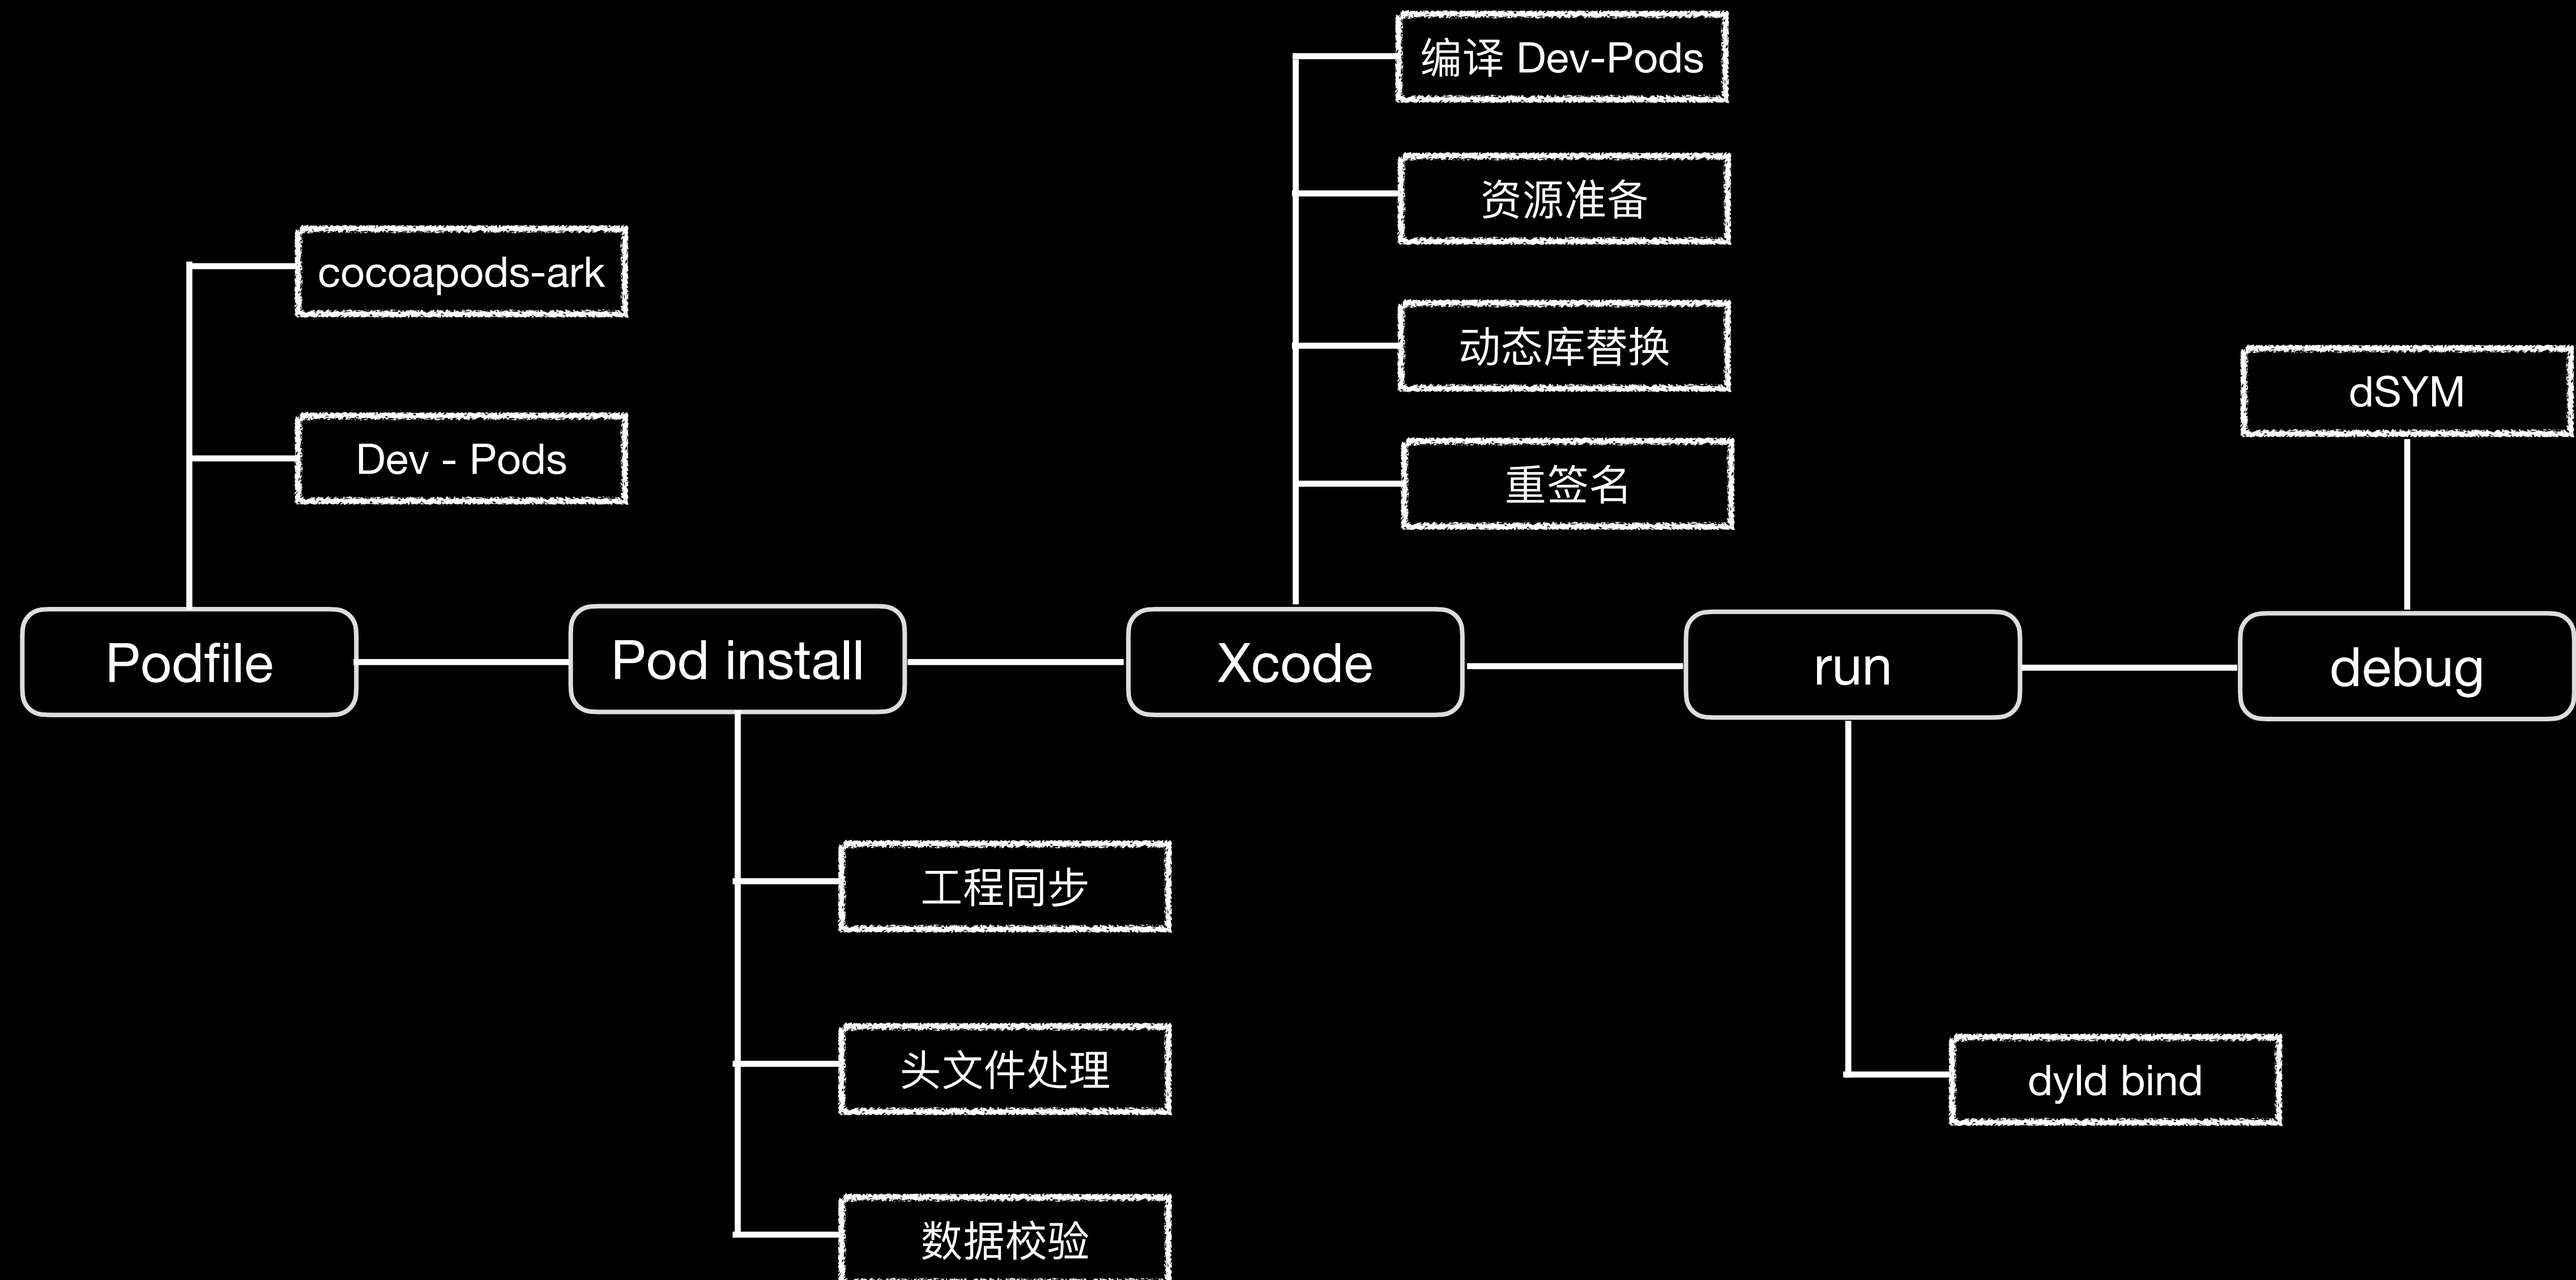 编译 Dev-Pods
资源准备
cocoapods-ark
动态库替换
dSYM
Dev - Pods
重签名
Podfile
Pod install
Xcode
run
debug
工程同步
头文件处理
dyld bind
数据校验